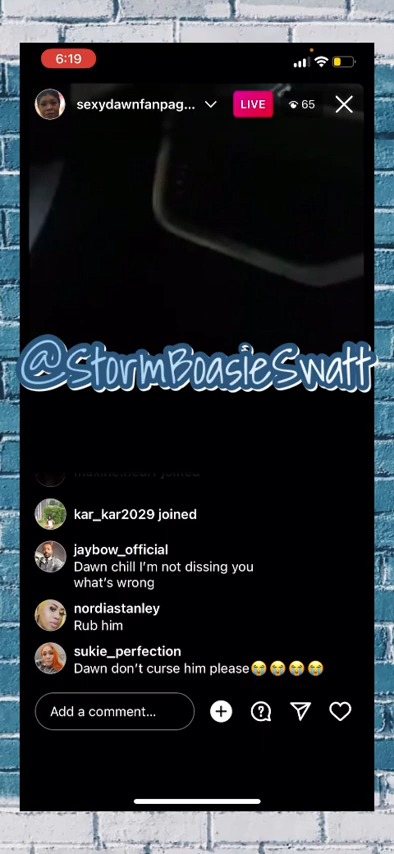 6:19
sexydawnfanpag...
LIVE
65
@StormBoasieSwatt
kar_kar2029 joined
jaybow_official
Dawn chill I'm not dissing you
what's wrong
nordiastanley
Rub him
sukie_perfection
Dawn don't curse him please😭😭😭😭
Add a comment...